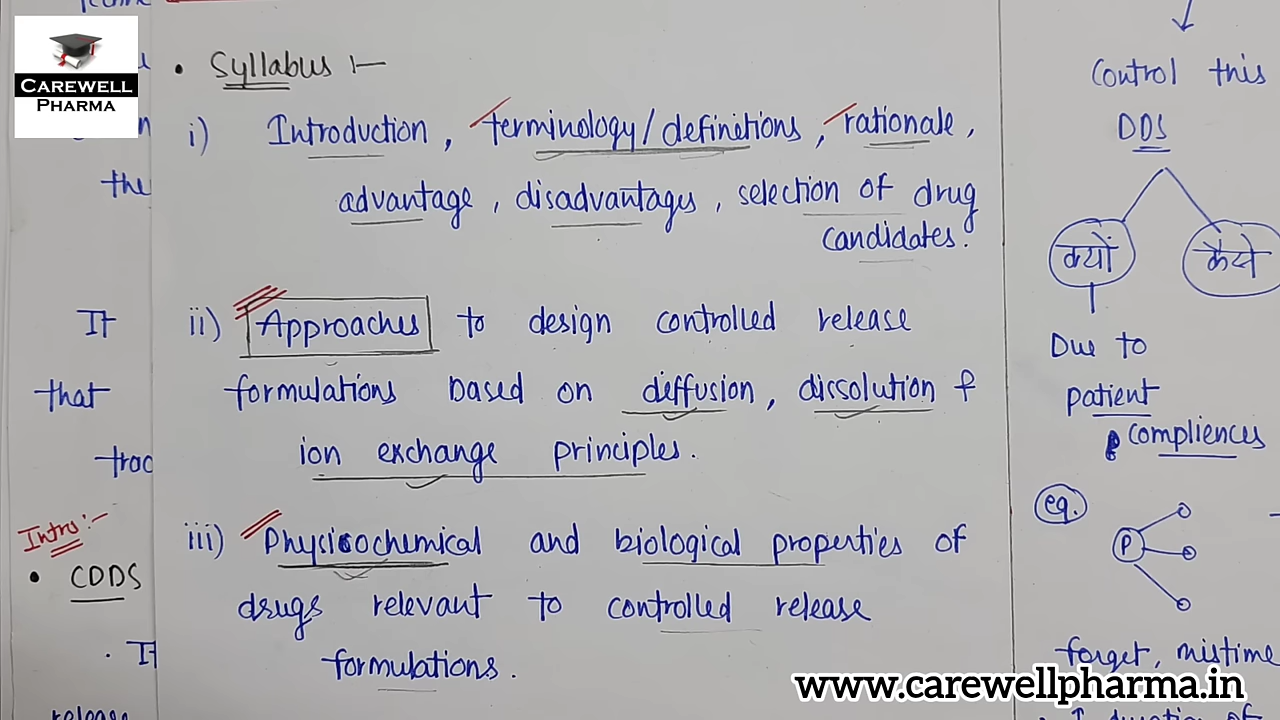 CAREWELL
PHARMA
the
It
that
Intro:-
• CDDS
• Syllabus :-
i) Introduction, terminology/definitions, rationale,
advantage, disadvantages, selection of drug
candidates.
ii) Approaches to design controlled release
formulations based on deffusion, dissolution &
ion exchange principles.
iii) Physicochemical and biological properties of
drugs relevant to controlled release
formulations.
Control this
DDS
क्यों कैसे
Due to
patient
compliences
eg.
P
forget, mistime
www.carewellpharma.in